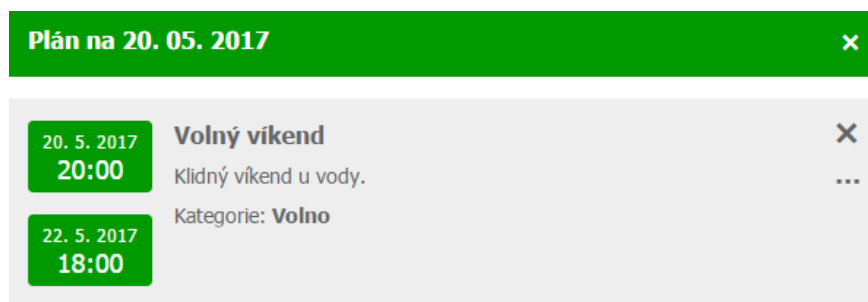 Plán na 20. 05. 2017
×
20. 5. 2017
20:00
Volný víkend
Klidný víkend u vody.
Kategorie: Volno
×
...
22. 5. 2017
18:00